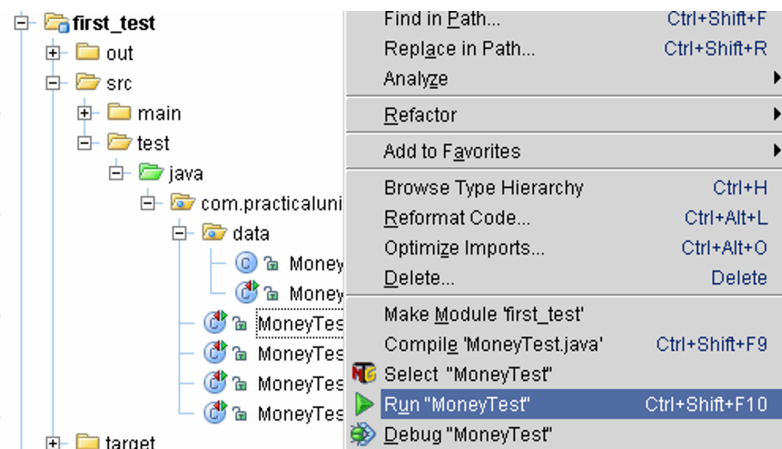 first_test
out
src
main
test
java
com.practicaluni
data
Money
Money
MoneyTes
MoneyTes
MoneyTes
MoneyTes
target
Find in Path... Ctrl+Shift+F
Replace in Path... Ctrl+Shift+R
Analyze
Refactor
Add to Favorites
Browse Type Hierarchy Ctrl+H
Reformat Code... Ctrl+Alt+L
Optimize Imports... Ctrl+Alt+O
Delete... Delete
Make Module 'first_test'
Compile 'MoneyTest.java' Ctrl+Shift+F9
Select "MoneyTest"
Run "MoneyTest" Ctrl+Shift+F10
Debug "MoneyTest"